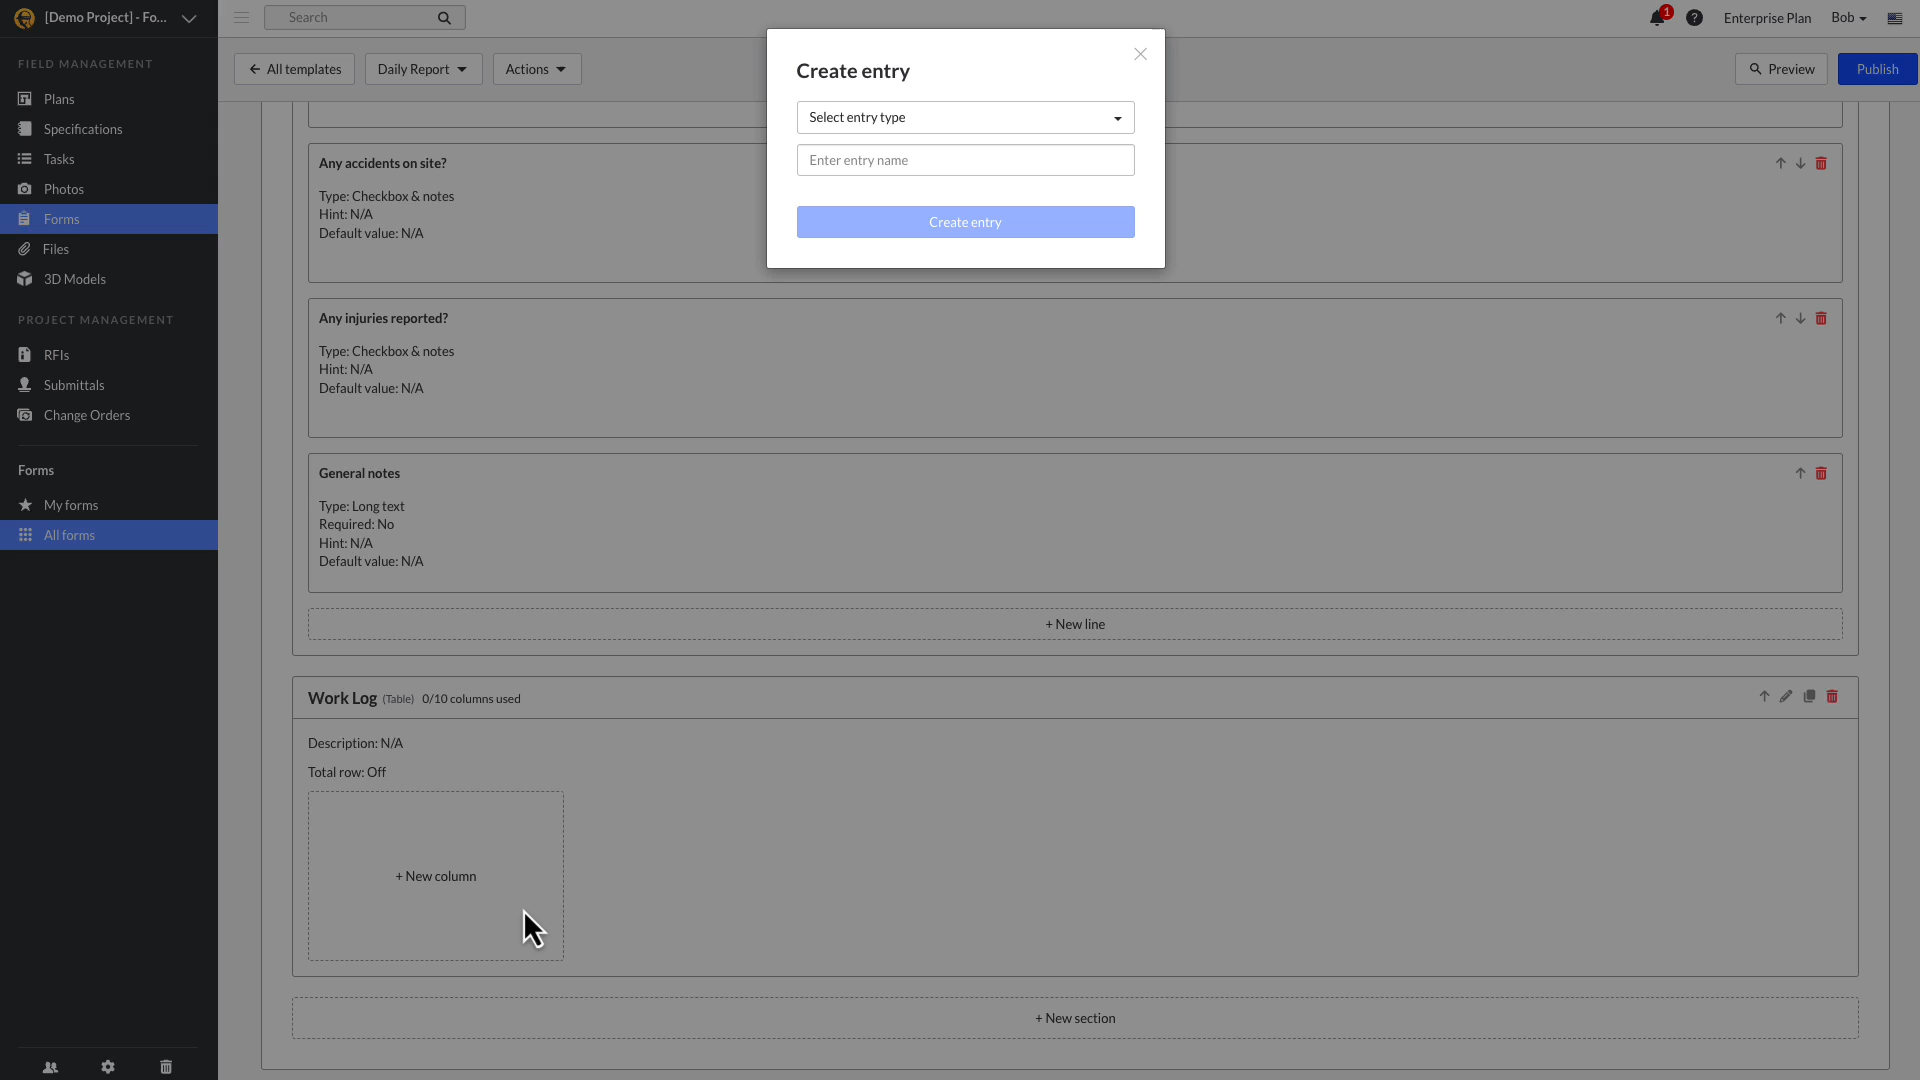 [Demo Project] - Fo...
Search
1
?
Enterprise Plan
Bob
FIELD MANAGEMENT
Plans
Specifications
Tasks
Photos
Forms
Files
3D Models
PROJECT MANAGEMENT
RFIs
Submittals
Change Orders
Forms
My forms
All forms
All templates
Daily Report
Actions
Preview
Publish
Create entry
Select entry type
Enter entry name
Create entry
Any accidents on site?
Type: Checkbox & notes
Hint: N/A
Default value: N/A
Any injuries reported?
Type: Checkbox & notes
Hint: N/A
Default value: N/A
General notes
Type: Long text
Required: No
Hint: N/A
Default value: N/A
+ New line
Work Log (Table) 0/10 columns used
Description: N/A
Total row: Off
+ New column
+ New section